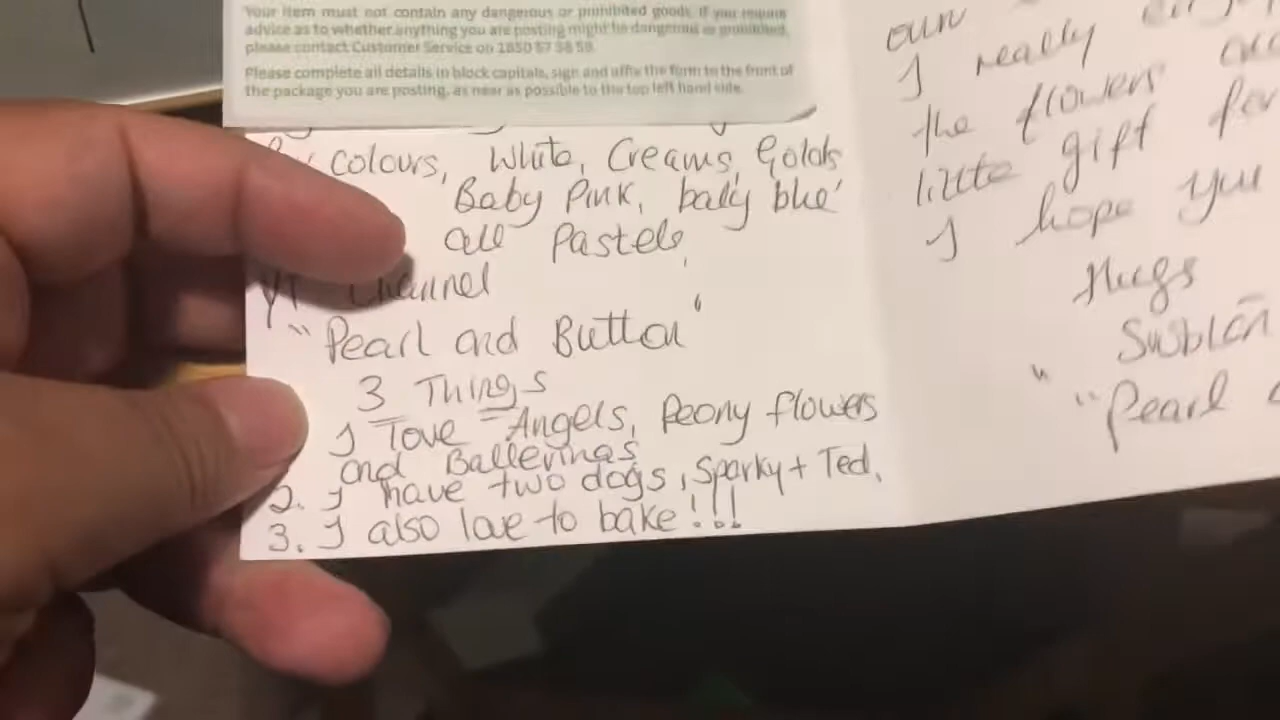 Your item must not contain any dangerous or prohibited goods. If you require
advice as to whether anything you are posting might be dangerous or prohibited,
please contact Customer Service on 1850 57 58 59.
Please complete all details in block capitals, sign and affix the form to the front of
the package you are posting, as near as possible to the top left hand side.
colours, White, Creams, Golds
Baby Pink, baby blue
all Pastels,
YT Channel
"Pearl and Button"
3 Things
I love - Angels, Peony flowers
and Ballerinas
2. I have two dogs, Sparky + Ted.
3. I also love to bake!!!
own
I really
the flowers
little gift for
I hope you
Hugs
"Pearl